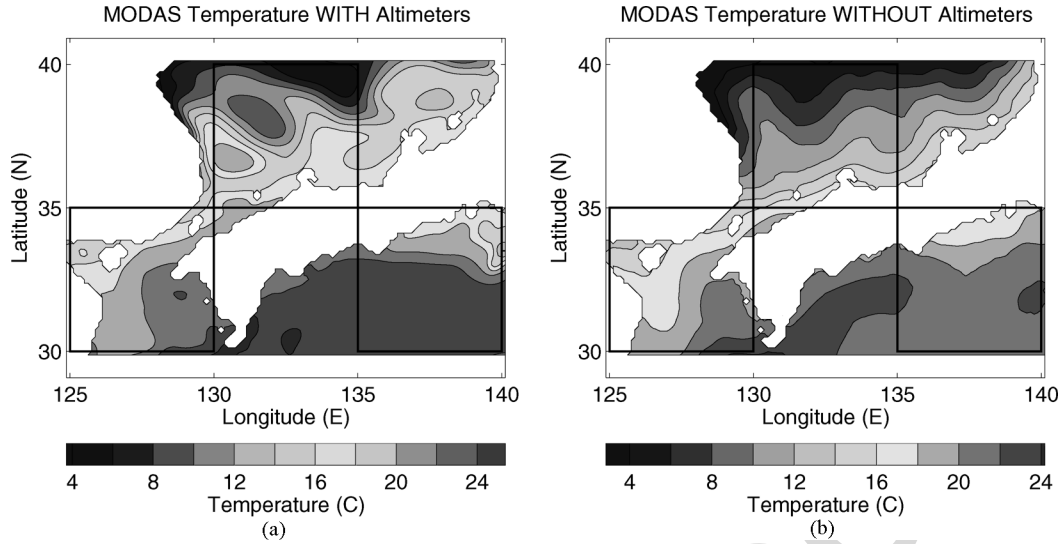 MODAS Temperature WITH Altimeters
40
35
30
Latitude (N)
125 130 135 140
Longitude (E)
4 8 12 16 20 24
Temperature (C)
(a)
MODAS Temperature WITHOUT Altimeters
40
35
30
Latitude (N)
125 130 135 140
Longitude (E)
4 8 12 16 20 24
Temperature (C)
(b)